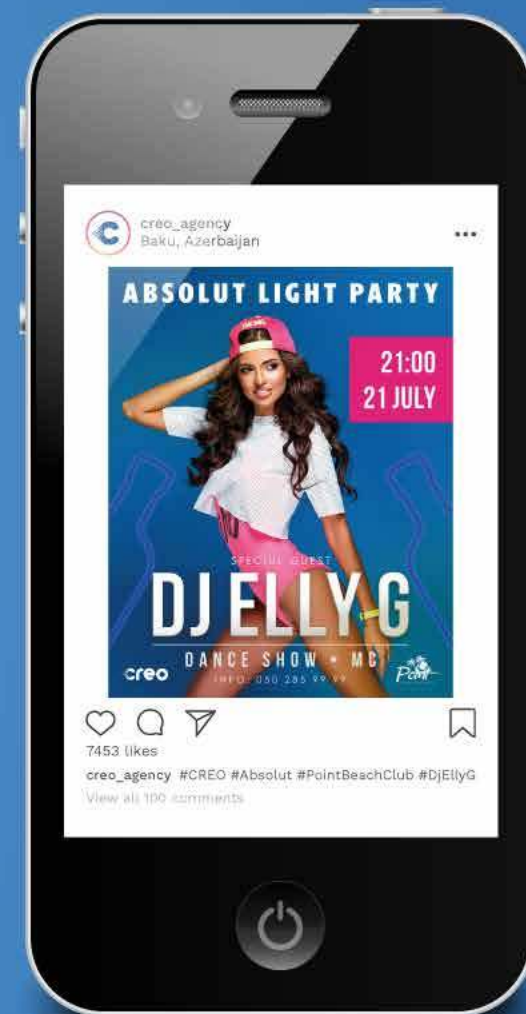 creo_agency
Baku, Azerbaijan
ABSOLUT LIGHT PARTY
21:00
21 JULY
SPECIAL GUEST
DJ ELLY G
DANCE SHOW • MC
creo
INFO: 050 285 99 99
Point
7453 likes
creo_agency #CREO #Absolut #PointBeachClub #DjEllyG
View all 100 comments